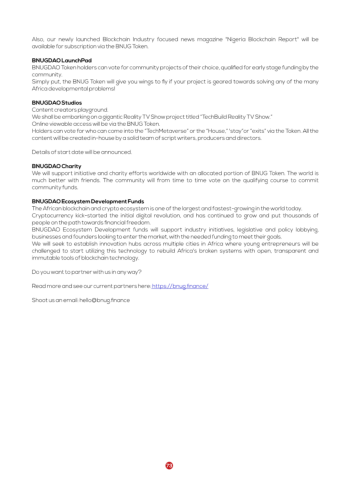 Also, our newly launched Blockchain Industry focused news magazine "Nigeria Blockchain Report" will be
available for subscription via the BNUG Token.
BNUGDAO LaunchPad
BNUGDAO Token holders can vote for community projects of their choice, qualified for early stage funding by the
community.
Simply put, the BNUG Token will give you wings to fly if your project is geared towards solving any of the many
Africa developmental problems!
BNUGDAO Studios
Content creators playground.
We shall be embarking on a gigantic Reality TV Show project titled "TechBuild Reality TV Show."
Online viewable access will be via the BNUG Token.
Holders can vote for who can come into the "TechMetaverse" or the "House," "stay"or "exits" via the Token. All the
content will be created in-house by a solid team of script writers, producers and directors.
Details of start date will be announced.
BNUGDAO Charity
We will support initiative and charity efforts worldwide with an allocated portion of BNUG Token. The world is
much better with friends. The community will from time to time vote on the qualifying course to commit
community funds.
BNUGDAO Ecosystem Development Funds
The African blockchain and crypto ecosystem is one of the largest and fastest-growing in the world today.
Cryptocurrency kick-started the initial digital revolution, and has continued to grow and put thousands of
people on the path towards financial freedom.
BNUGDAO Ecosystem Development funds will support industry initiatives, legislative and policy lobbying,
businesses and founders looking to enter the market, with the needed funding to meet their goals.
We will seek to establish innovation hubs across multiple cities in Africa where young entrepreneurs will be
challenged to start utilizing this technology to rebuild Africa's broken systems with open, transparent and
immutable tools of blockchain technology.
Do you want to partner with us in any way?
Read more and see our current partners here: https://bnug.finance/
Shoot us an email: hello@bnug.finance
73